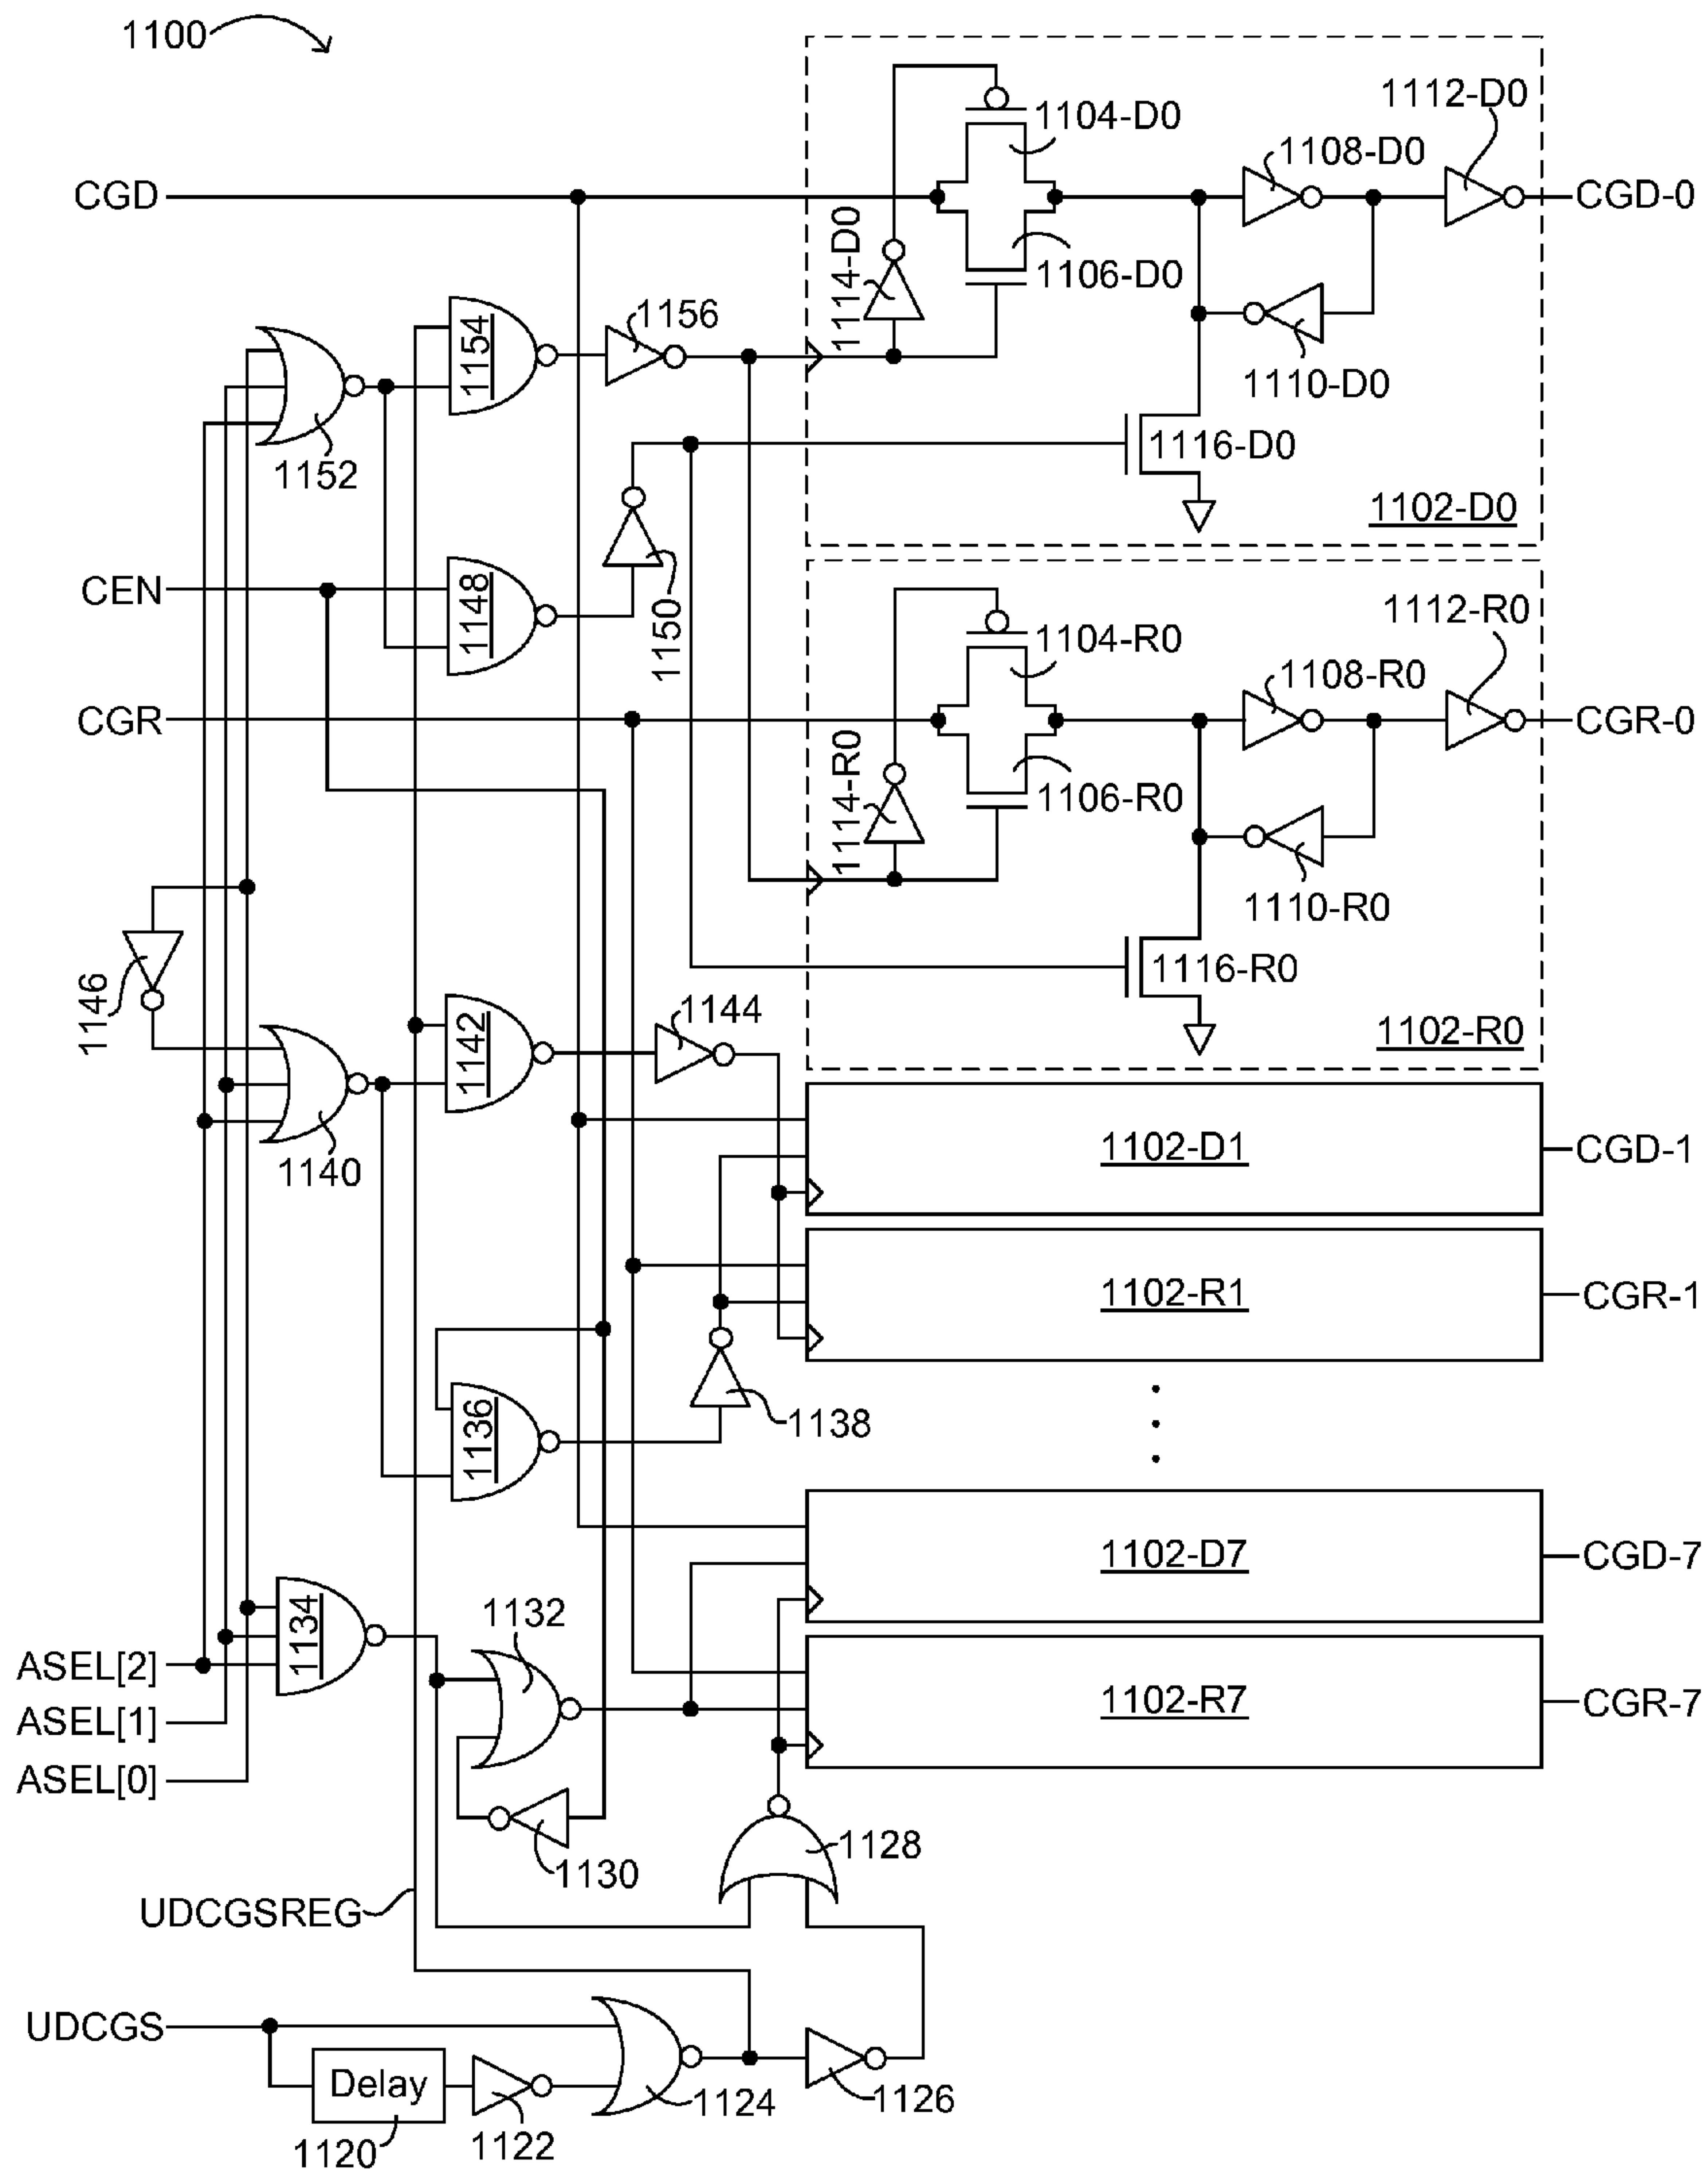 1100
1104-D0
1112-D0
1108-D0
CGD
CGD-0
1114-D0
1106-D0
1154
1156
1110-D0
1152
1116-D0
1102-D0
CEN
1148
1150
1104-R0
1112-R0
1108-R0
CGR
CGR-0
1114-R0
1106-R0
1110-R0
1146
1116-R0
1142
1144
1102-R0
1140
1102-D1
CGD-1
1102-R1
CGR-1
1136
1138
1102-D7
CGD-7
1134
1132
ASEL[2]
1102-R7
CGR-7
ASEL[1]
ASEL[0]
1128
1130
UDCGSREG
UDCGS
Delay
1124
1126
1120
1122